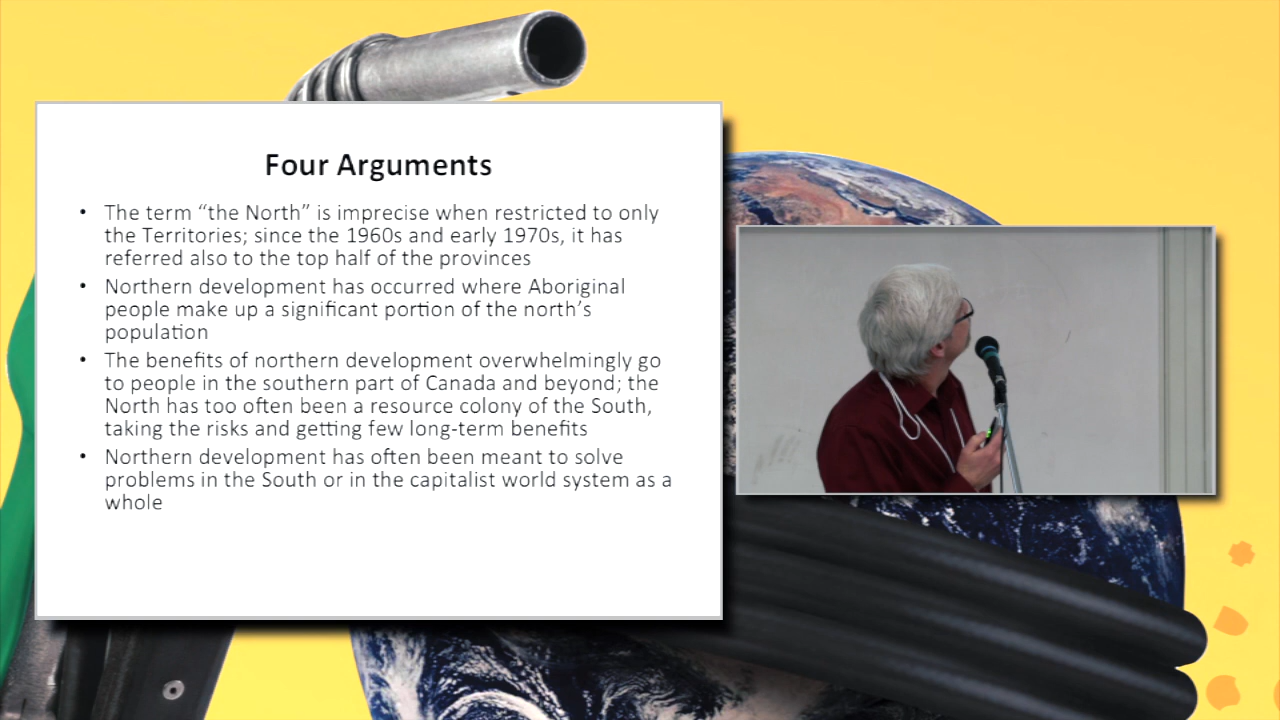 Four Arguments
• The term “the North” is imprecise when restricted to only
the Territories; since the 1960s and early 1970s, it has
referred also to the top half of the provinces
• Northern development has occurred where Aboriginal
people make up a significant portion of the north’s
population
• The benefits of northern development overwhelmingly go
to people in the southern part of Canada and beyond; the
North has too often been a resource colony of the South,
taking the risks and getting few long-term benefits
• Northern development has often been meant to solve
problems in the South or in the capitalist world system as a
whole